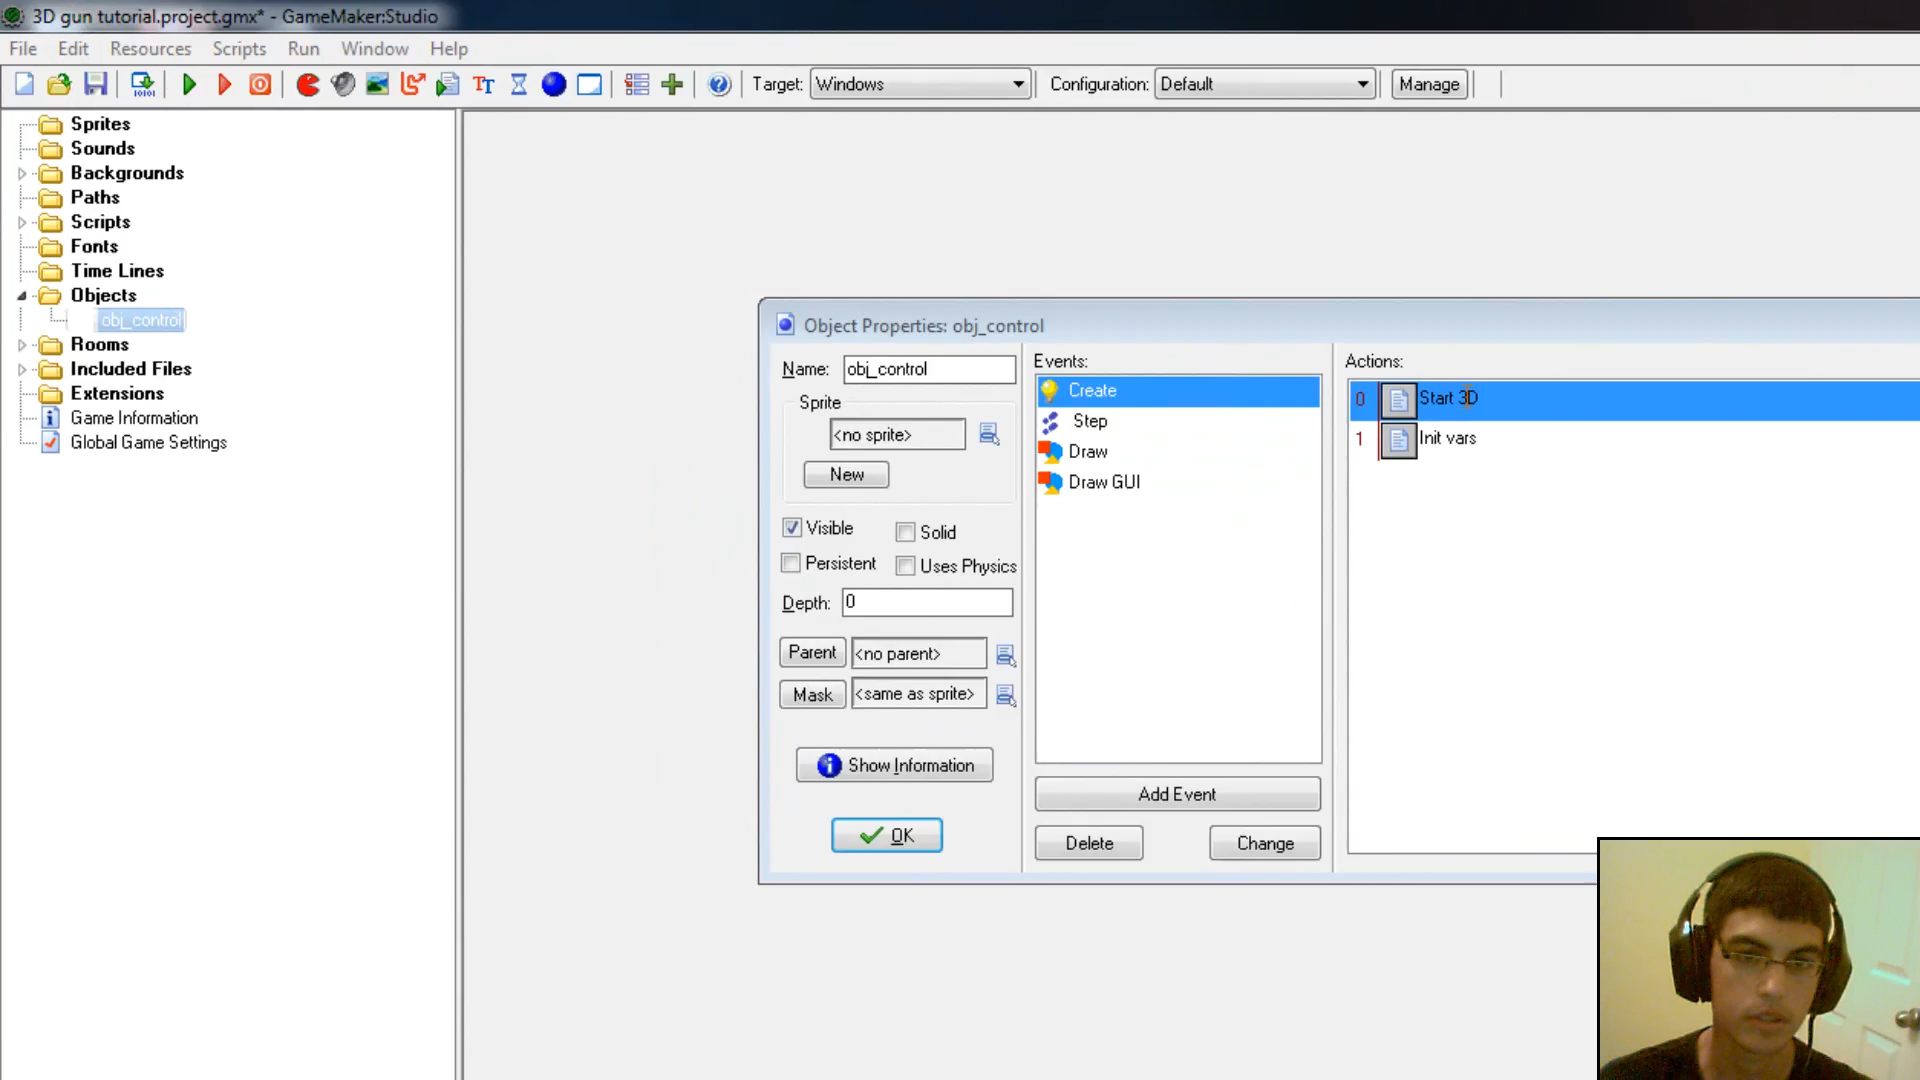 3D gun tutorial.project.gmx* - GameMaker:Studio
File Edit Resources Scripts Run Window Help
Target: Windows Configuration: Default Manage
Sprites
Sounds
Backgrounds
Paths
Scripts
Fonts
Time Lines
Objects
obj_control
Rooms
Included Files
Extensions
Game Information
Global Game Settings
Object Properties: obj_control
Name: obj_control
Sprite
<no sprite>
New
Visible Solid
Persistent Uses Physics
Depth: 0
Parent <no parent>
Mask <same as sprite>
Show Information
OK
Events:
Create
Step
Draw
Draw GUI
Add Event
Delete Change
Actions:
0 Start 3D
1 Init vars